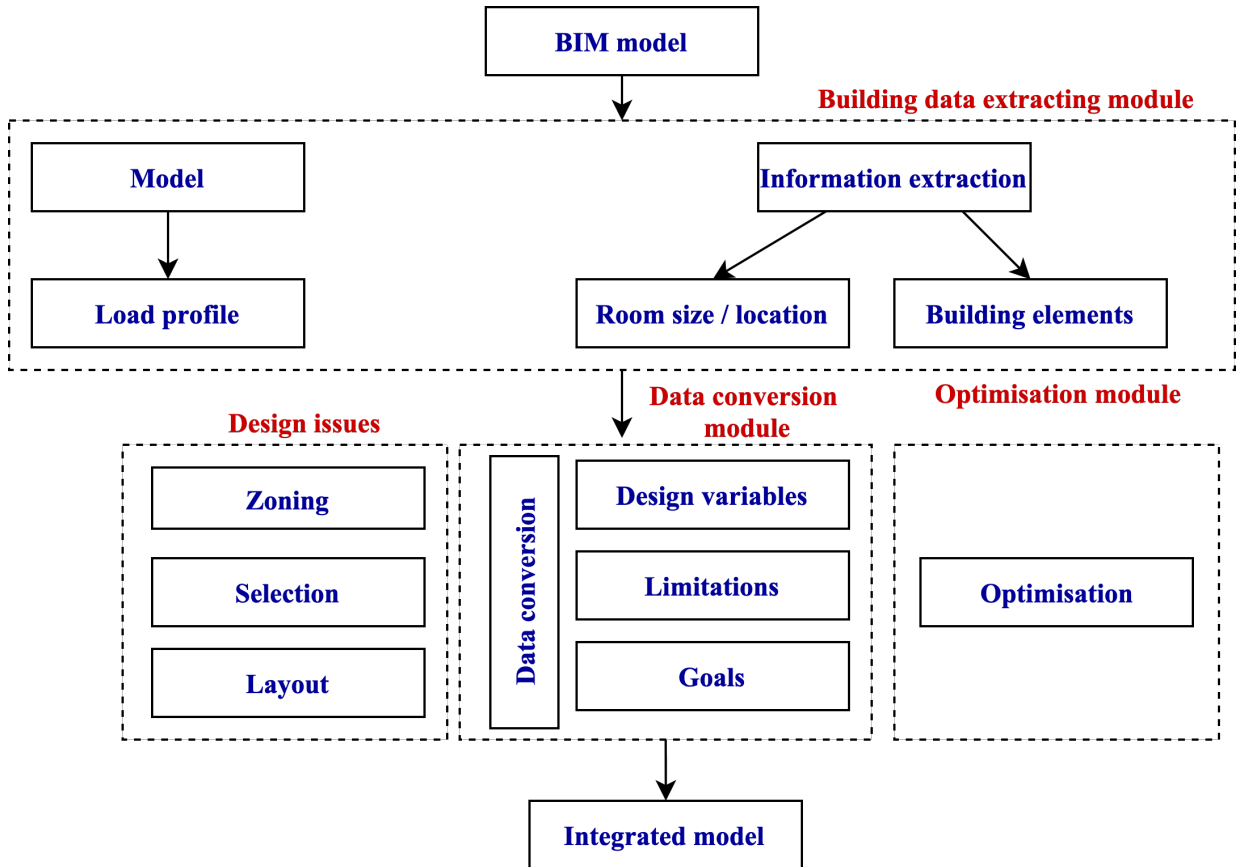 BIM model
Building data extracting module
Model
Information extraction
Load profile
Room size / location
Building elements
Design issues
Data conversion
module
Optimisation module
Zoning
Selection
Layout
Data conversion
Design variables
Limitations
Goals
Optimisation
Integrated model